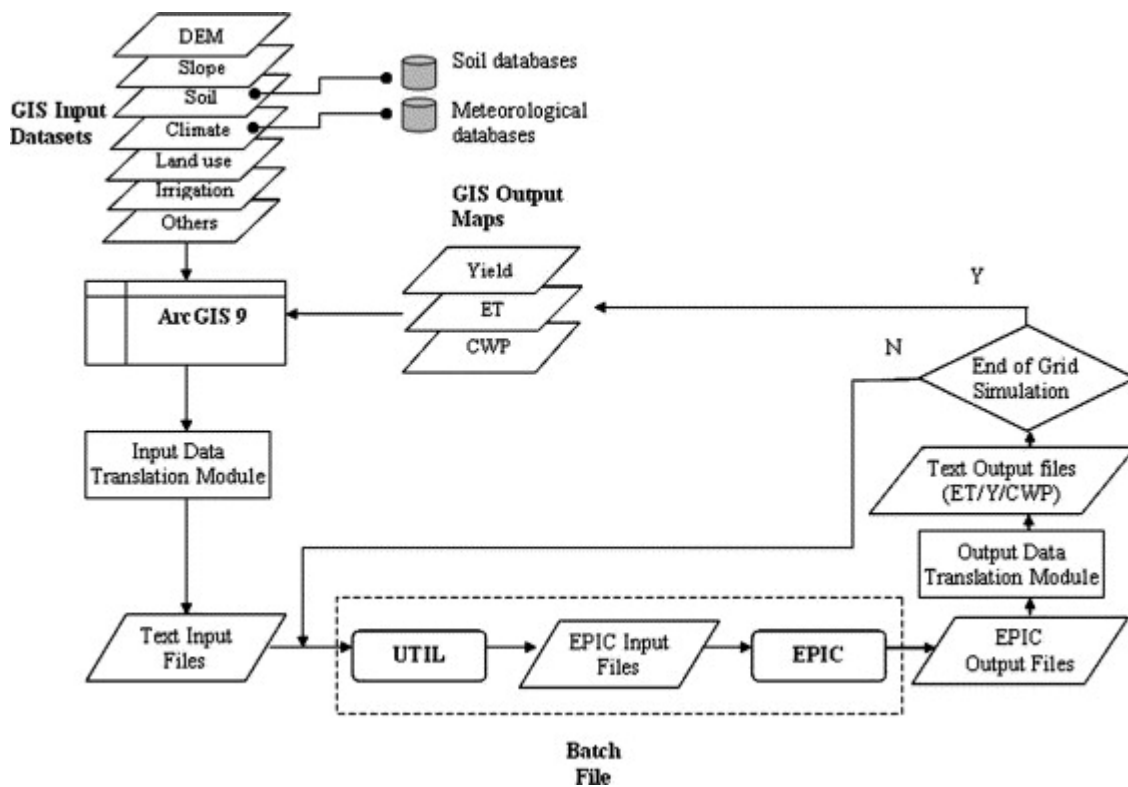 DEM
Slope
Soil
Climate
Land use
Irrigation
Others
GIS Input
Datasets
Soil databases
Meteorological
databases
GIS Output
Maps
Yield
ET
CWP
ArcGIS 9
Input Data
Translation Module
Text Input
Files
UTIL
EPIC Input
Files
EPIC
Batch
File
EPIC
Output Files
Output Data
Translation Module
Text Output files
(ET/Y/CWP)
End of Grid
Simulation
Y
N